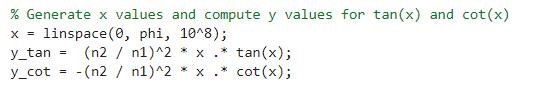 % Generate x values and compute y values for tan(x) and cot(x)
x = linspace(0, phi, 10^8);
y_tan =  (n2 / n1)^2 * x .* tan(x);
y_cot = -(n2 / n1)^2 * x .* cot(x);